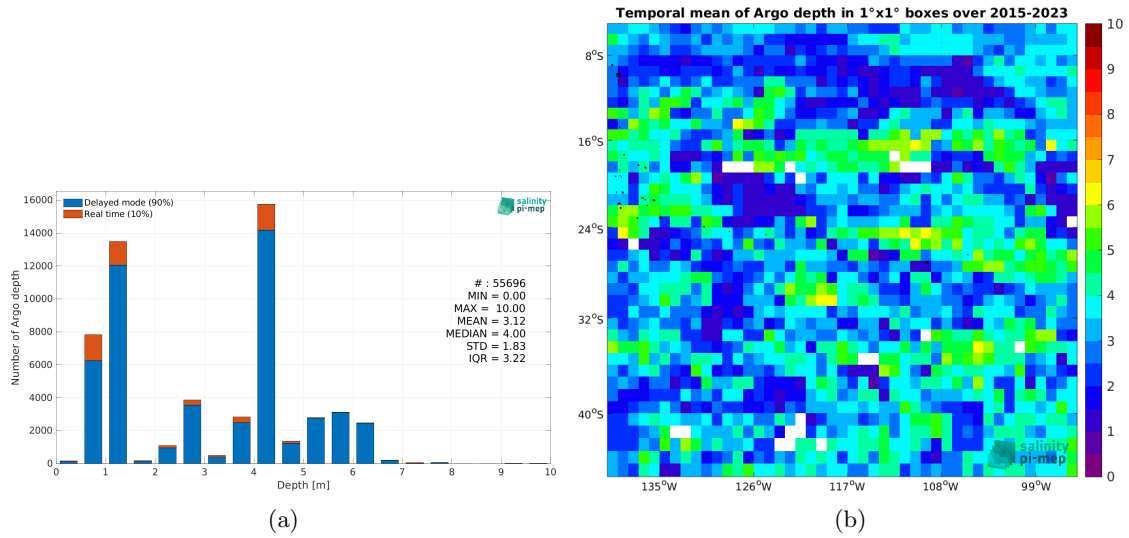 Delayed mode (90%)
Real time (10%)
salinity
pi-mep
16000
14000
12000
10000
8000
6000
4000
2000
0
Number of Argo depth
# : 55696
MIN = 0.00
MAX = 10.00
MEAN = 3.12
MEDIAN = 4.00
STD = 1.83
IQR = 3.22
0 1 2 3 4 5 6 7 8 9 10
Depth [m]
(a)
Temporal mean of Argo depth in 1°x1° boxes over 2015-2023
8°S
16°S
24°S
32°S
40°S
135°W 126°W 117°W 108°W 99°W
salinity
pi-mep
10
9
8
7
6
5
4
3
2
1
0
(b)